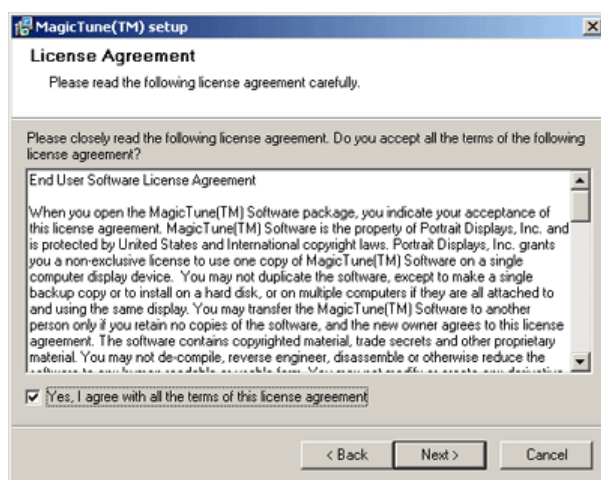 MagicTune(TM) setup
License Agreement
Please read the following license agreement carefully.
Please closely read the following license agreement. Do you accept all the terms of the following
license agreement?
End User Software License Agreement
When you open the MagicTune(TM) Software package, you indicate your acceptance of
this license agreement. MagicTune(TM) Software is the property of Portrait Displays, Inc. and
is protected by United States and International copyright laws. Portrait Displays, Inc. grants
you a non-exclusive license to use one copy of MagicTune(TM) Software on a single
computer display device. You may not duplicate the software, except to make a single
backup copy or to install on a hard disk, or on multiple computers if they are all attached to
and using the same display. You may transfer the MagicTune(TM) Software to another
person only if you retain no copies of the software, and the new owner agrees to this license
agreement. The software contains copyrighted material, trade secrets and other proprietary
material. You may not de-compile, reverse engineer, disassemble or otherwise reduce the
Yes, I agree with all the terms of this license agreement
< Back
Next >
Cancel